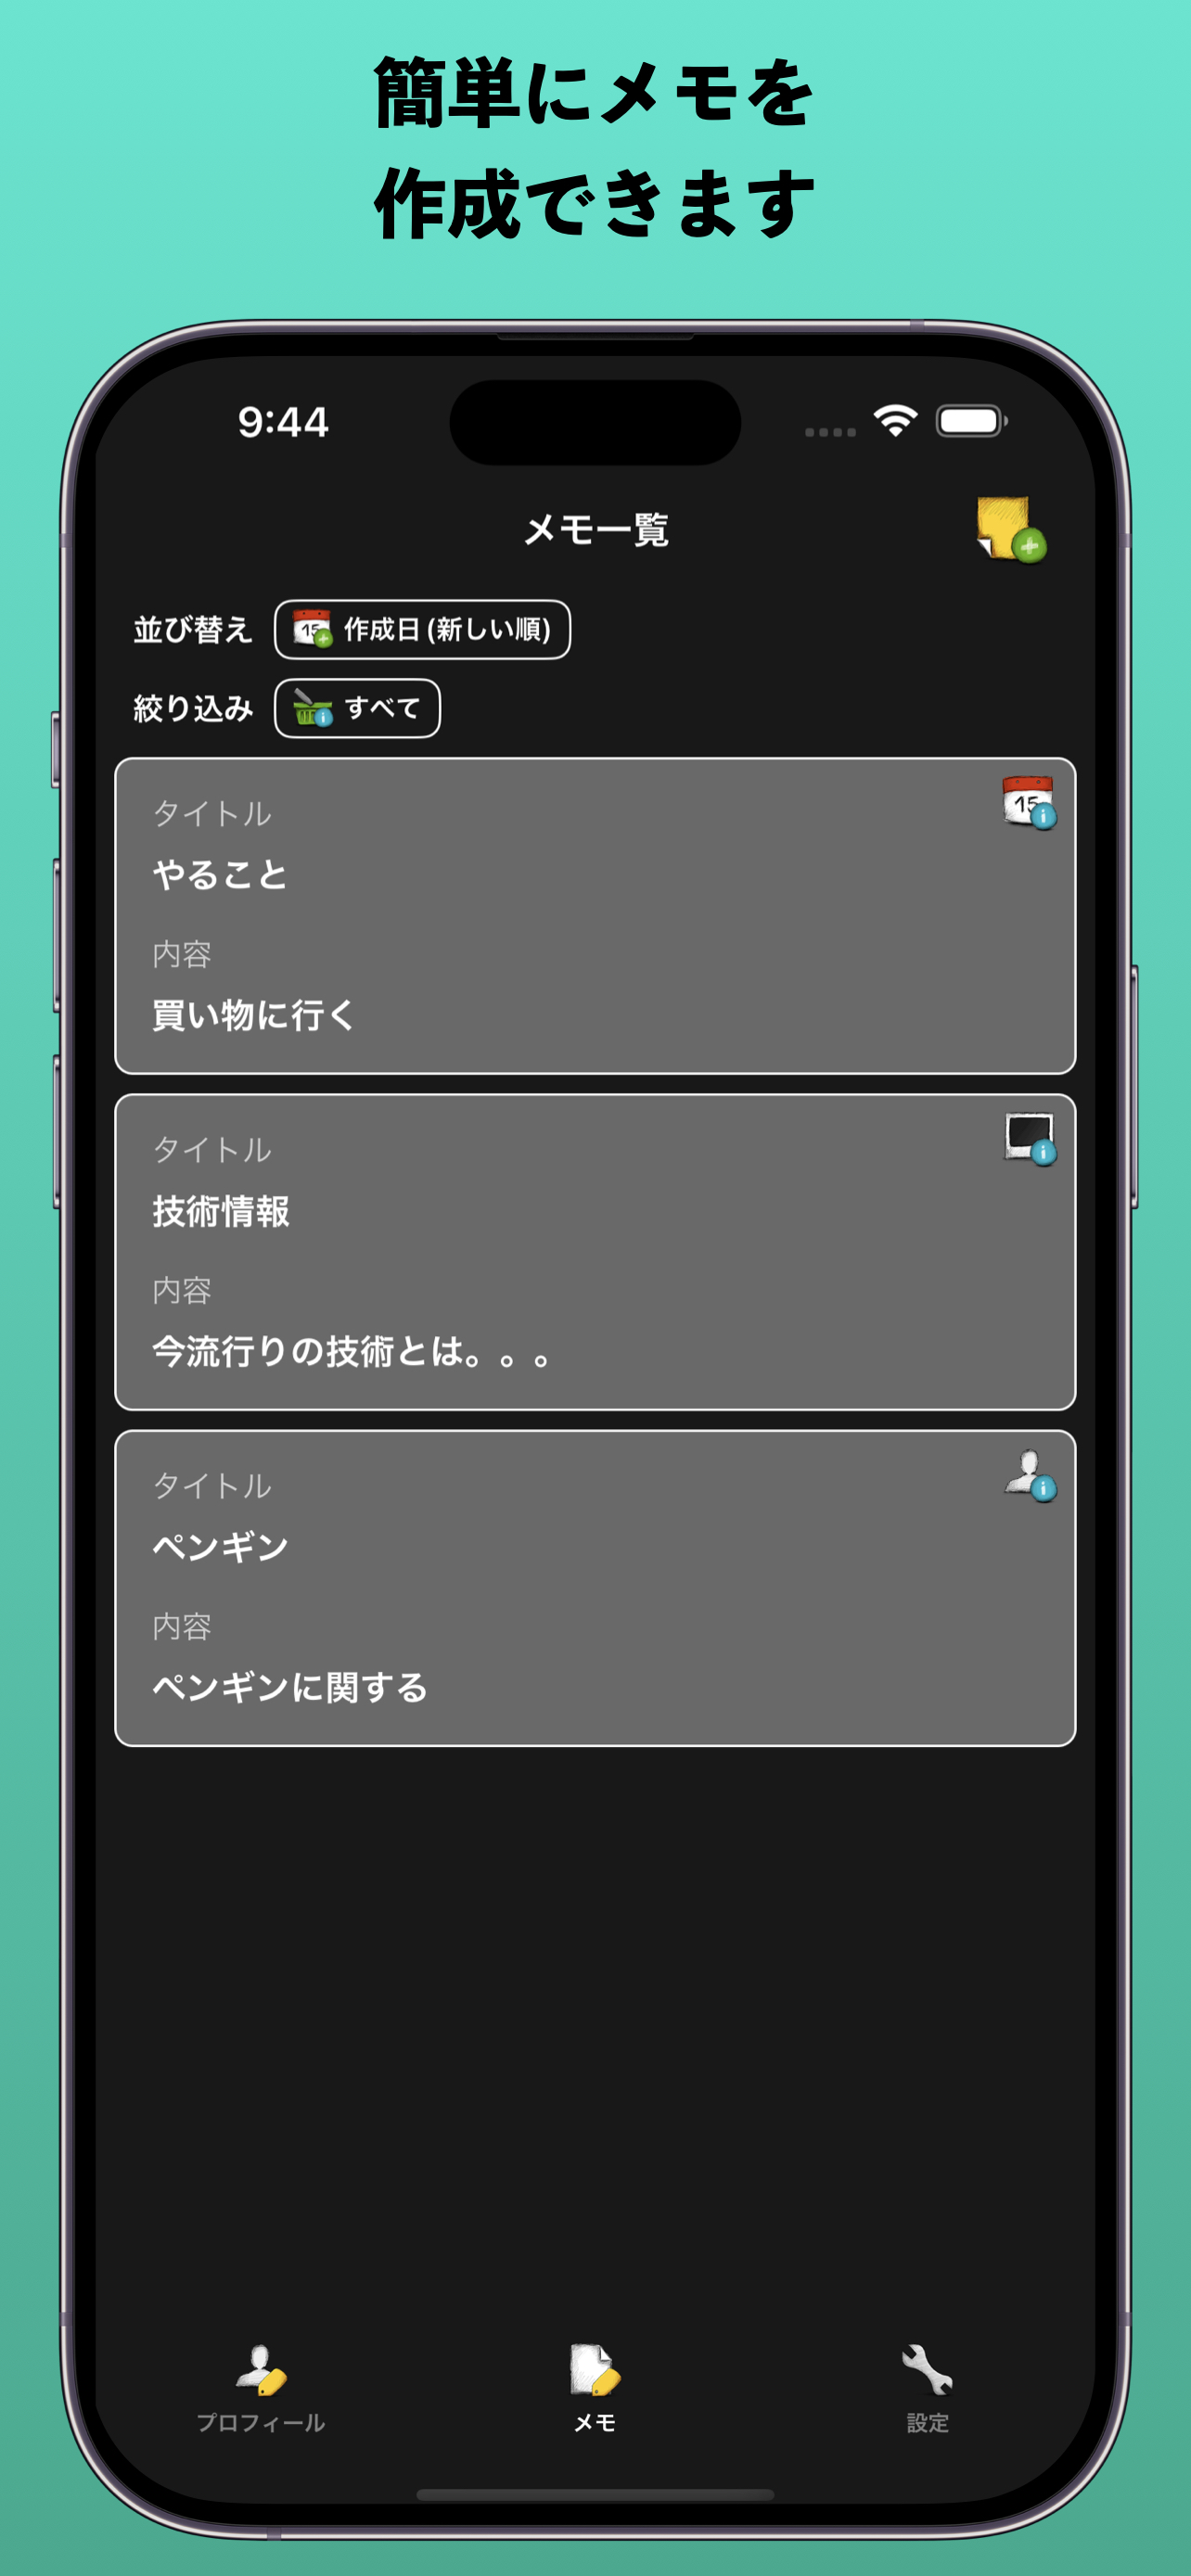 簡単にメモを
作成できます
9:44
メモ一覧
並び替え 15 作成日(新しい順)
絞り込み すべて
15
タイトル
やること
内容
買い物に行く
タイトル
技術情報
内容
今流行りの技術とは。。。
タイトル
ペンギン
内容
ペンギンに関する
プロフィール メモ 設定